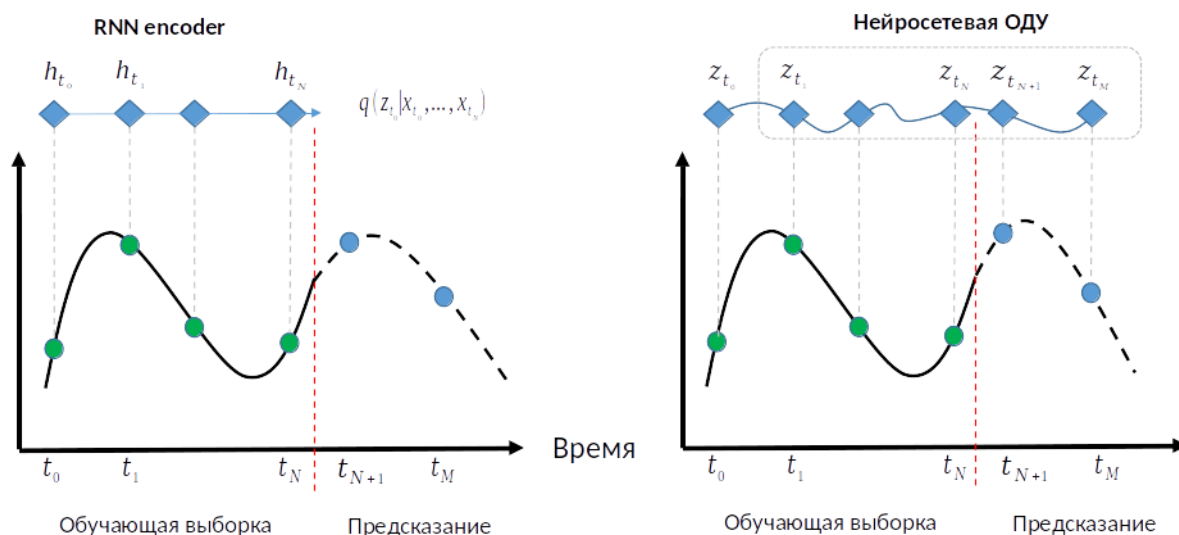 RNN encoder
h_{t_0} h_{t_1} h_{t_N}
q(z_{t_0}|x_{t_0},...,x_{t_N})
t_0 t_1 t_N t_{N+1} t_M
Обучающая выборка Предсказание
Время
Нейросетевая ОДУ
z_{t_0} z_{t_1} z_{t_N} z_{t_{N+1}} z_{t_M}
t_0 t_1 t_N t_{N+1} t_M
Обучающая выборка Предсказание